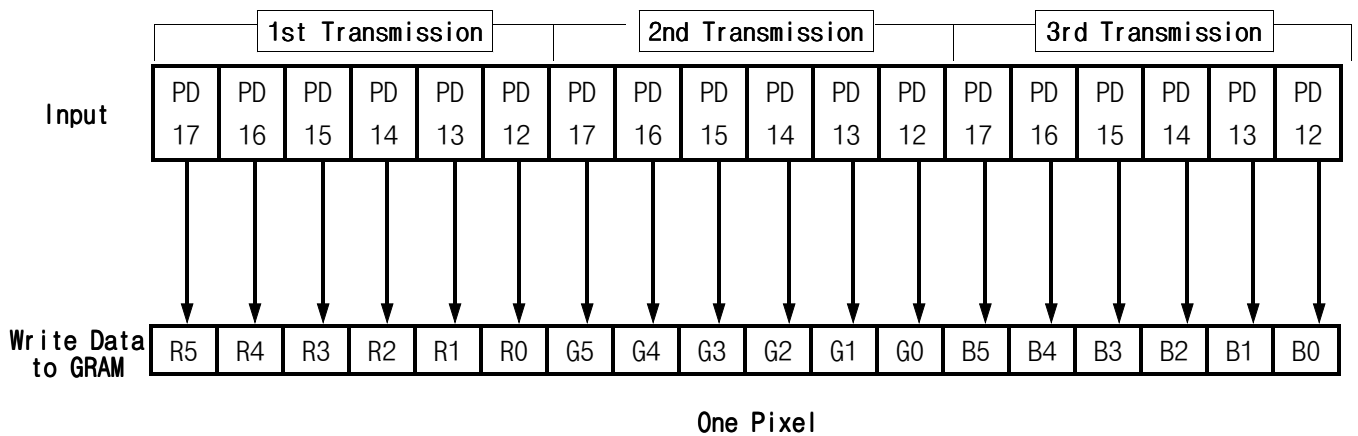 1st Transmission 2nd Transmission 3rd Transmission
Input
PD PD PD PD PD PD PD PD PD PD PD PD PD PD PD PD PD PD
17 16 15 14 13 12 17 16 15 14 13 12 17 16 15 14 13 12
Write Data
to GRAM
R5 R4 R3 R2 R1 R0 G5 G4 G3 G2 G1 G0 B5 B4 B3 B2 B1 B0
One Pixel